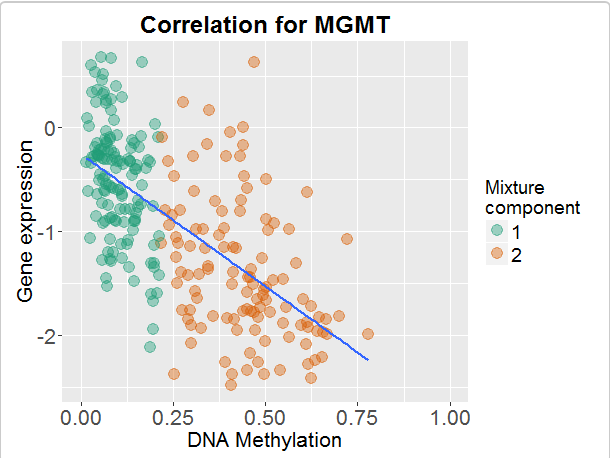 Correlation for MGMT
Gene expression
0
-1
-2
0.00 0.25 0.50 0.75 1.00
DNA Methylation
Mixture
component
1
2